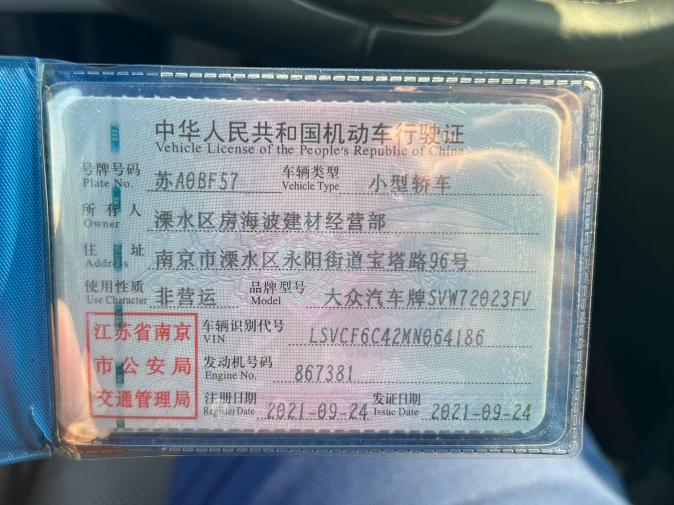 中华人民共和国机动车行驶证
Vehicle License of the People's Republic of China
号牌号码 苏A0BF57 车辆类型 小型轿车
Plate No. Vehicle Type
所有人 溧水区房海波建材经营部
Owner
住址 南京市溧水区永阳街道宝塔路96号
Address
使用性质 非营运 品牌型号 大众汽车牌SVW72023FV
Use Character Model
江苏省南京
市公安局
交通管理局
车辆识别代号 LSVCF6C42MN064186
VIN
发动机号码 867381
Engine No.
注册日期 2021-09-24 发证日期 2021-09-24
Register Date Issue Date